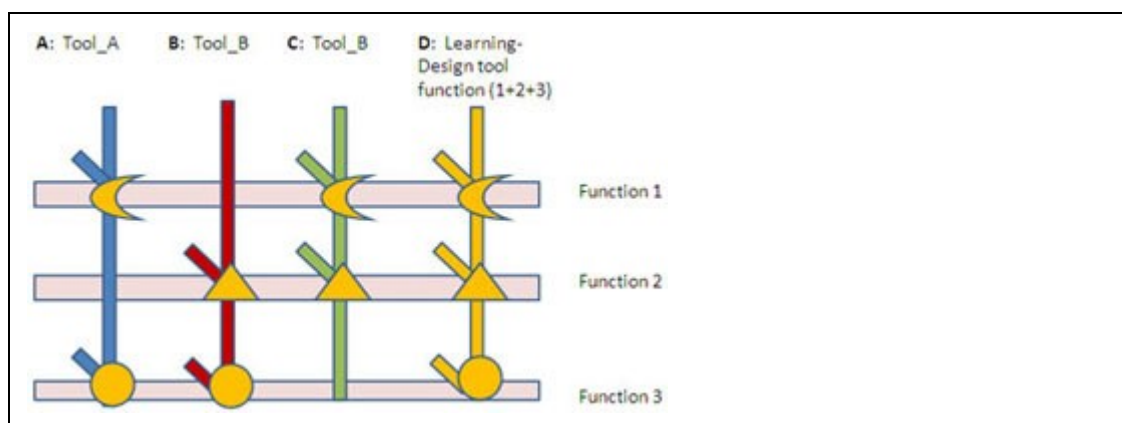 A: Tool_A
B: Tool_B
C: Tool_B
D: Learning-
Design tool
function (1+2+3)
Function 1
Function 2
Function 3